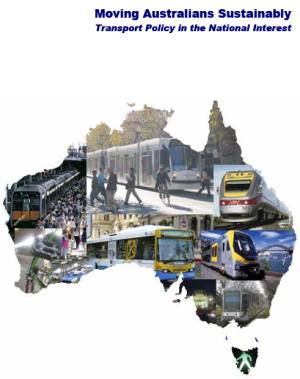 Moving Australians Sustainably
Transport Policy in the National Interest